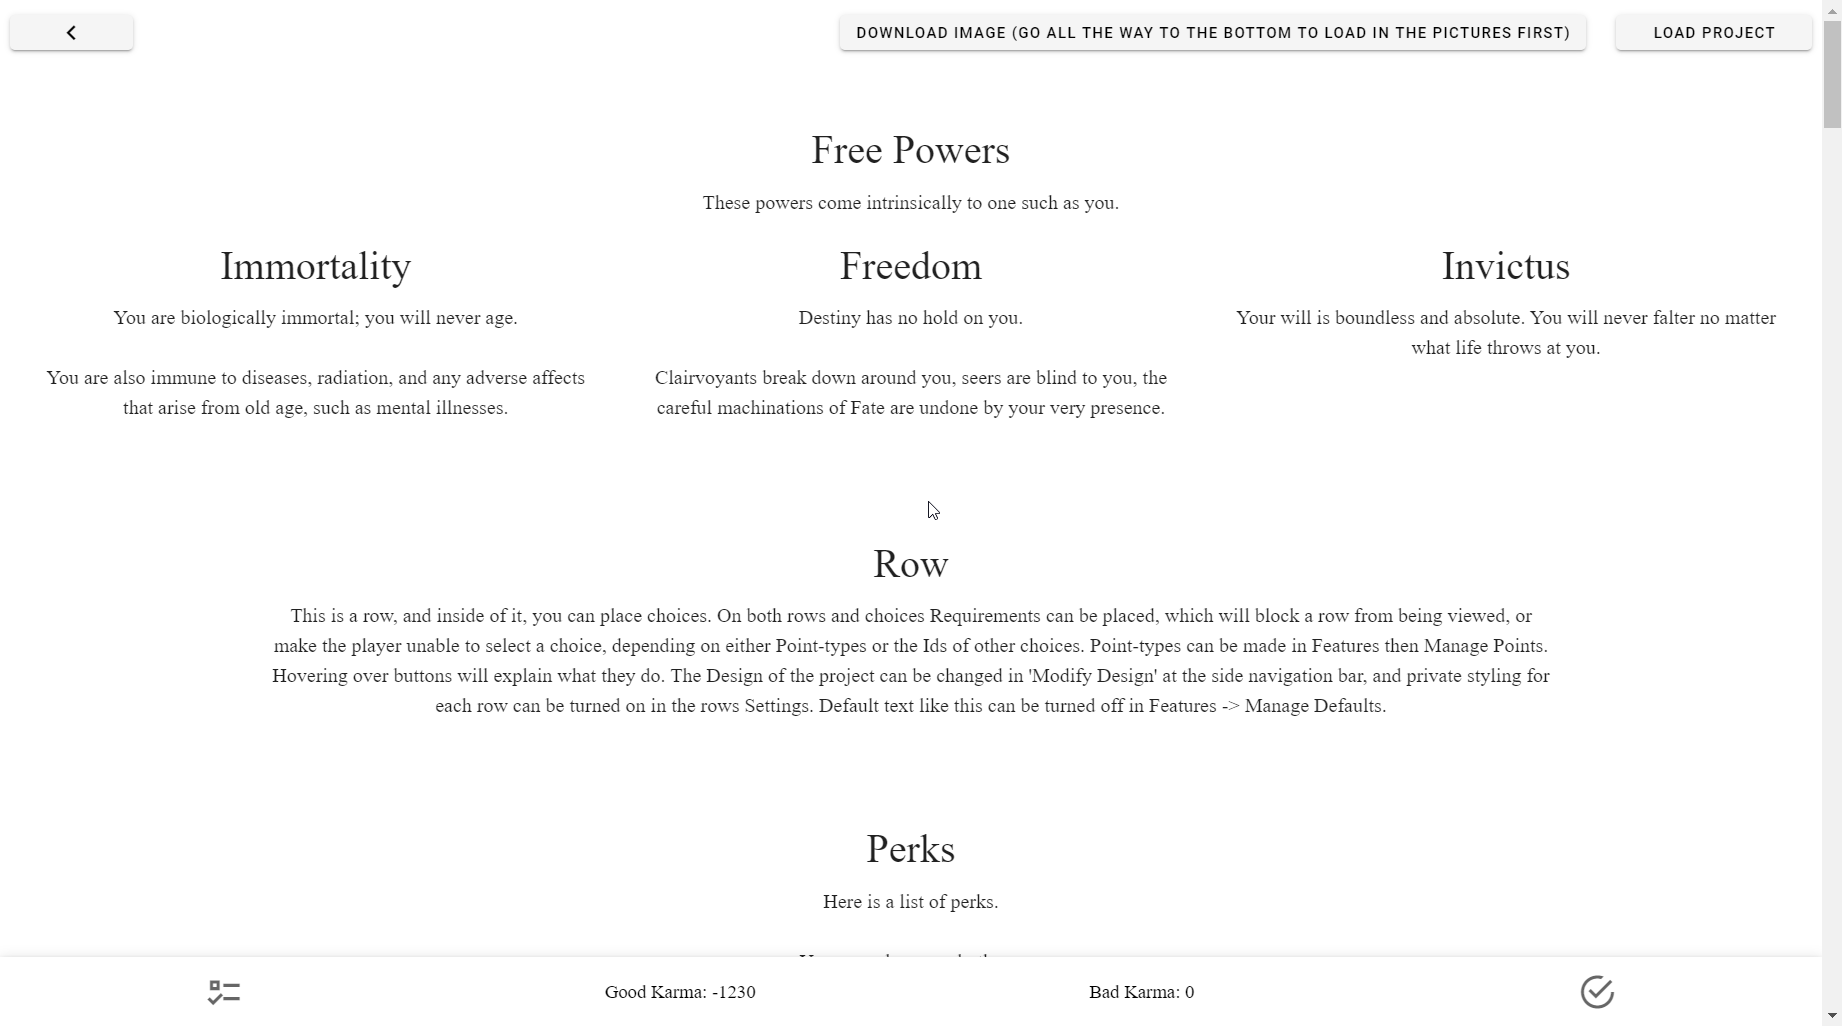 DOWNLOAD IMAGE (GO ALL THE WAY TO THE BOTTOM TO LOAD IN THE PICTURES FIRST)
LOAD PROJECT
Free Powers
These powers come intrinsically to one such as you.
Immortality
You are biologically immortal; you will never age.
You are also immune to diseases, radiation, and any adverse affects
that arise from old age, such as mental illnesses.
Freedom
Destiny has no hold on you.
Clairvoyants break down around you, seers are blind to you, the
careful machinations of Fate are undone by your very presence.
Invictus
Your will is boundless and absolute. You will never falter no matter
what life throws at you.
Row
This is a row, and inside of it, you can place choices. On both rows and choices Requirements can be placed, which will block a row from being viewed, or
make the player unable to select a choice, depending on either Point-types or the Ids of other choices. Point-types can be made in Features then Manage Points.
Hovering over buttons will explain what they do. The Design of the project can be changed in 'Modify Design' at the side navigation bar, and private styling for
each row can be turned on in the rows Settings. Default text like this can be turned off in Features -> Manage Defaults.
Perks
Here is a list of perks.
Good Karma: -1230
Bad Karma: 0